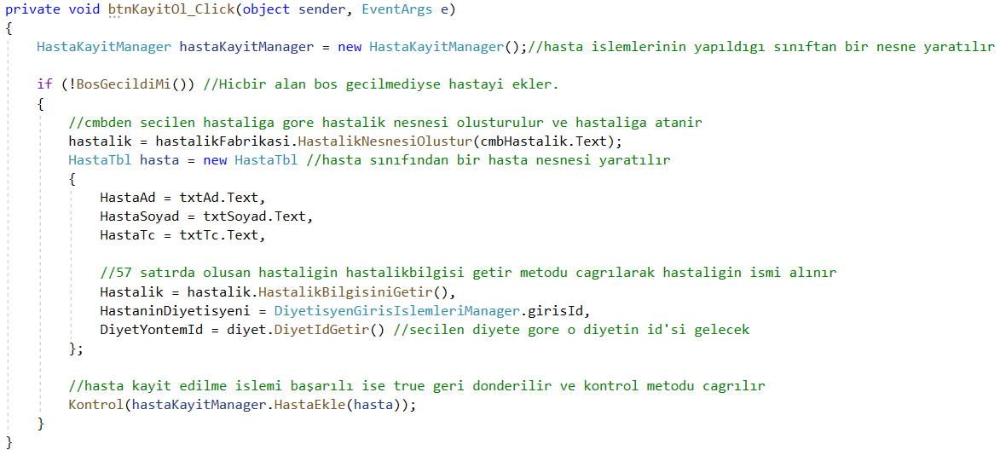 private void btnKayitOl_Click(object sender, EventArgs e)
{
    HastaKayitManager hastaKayitManager = new HastaKayitManager();//hasta islemlerinin yapıldıgı sınıftan bir nesne yaratılır

    if (!BosGecildiMi()) //Hicbir alan bos gecilmediyse hastayi ekler.
    {
        //cmbden secilen hastaliga gore hastalik nesnesi olusturulur ve hastaliga atanir
        hastalik = hastalikFabrikasi.HastalikNesnesiOlustur(cmbHastalik.Text);
        HastaTbl hasta = new HastaTbl //hasta sınıfından bir hasta nesnesi yaratılır
        {
            HastaAd = txtAd.Text,
            HastaSoyad = txtSoyad.Text,
            HastaTc = txtTc.Text,

            //57 satırda olusan hastaligin hastalikbilgisi getir metodu cagrılarak hastaligin ismi alınır
            Hastalik = hastalik.HastalikBilgisiniGetir(),
            HastaninDiyetisyeni = DiyetisyenGirisIslemleriManager.girisId,
            DiyetYontemId = diyet.DiyetIdGetir() //secilen diyete gore o diyetin id'si gelecek
        };

        //hasta kayit edilme islemi başarılı ise true geri donderilir ve kontrol metodu cagrılır
        Kontrol(hastaKayitManager.HastaEkle(hasta));
    }
}